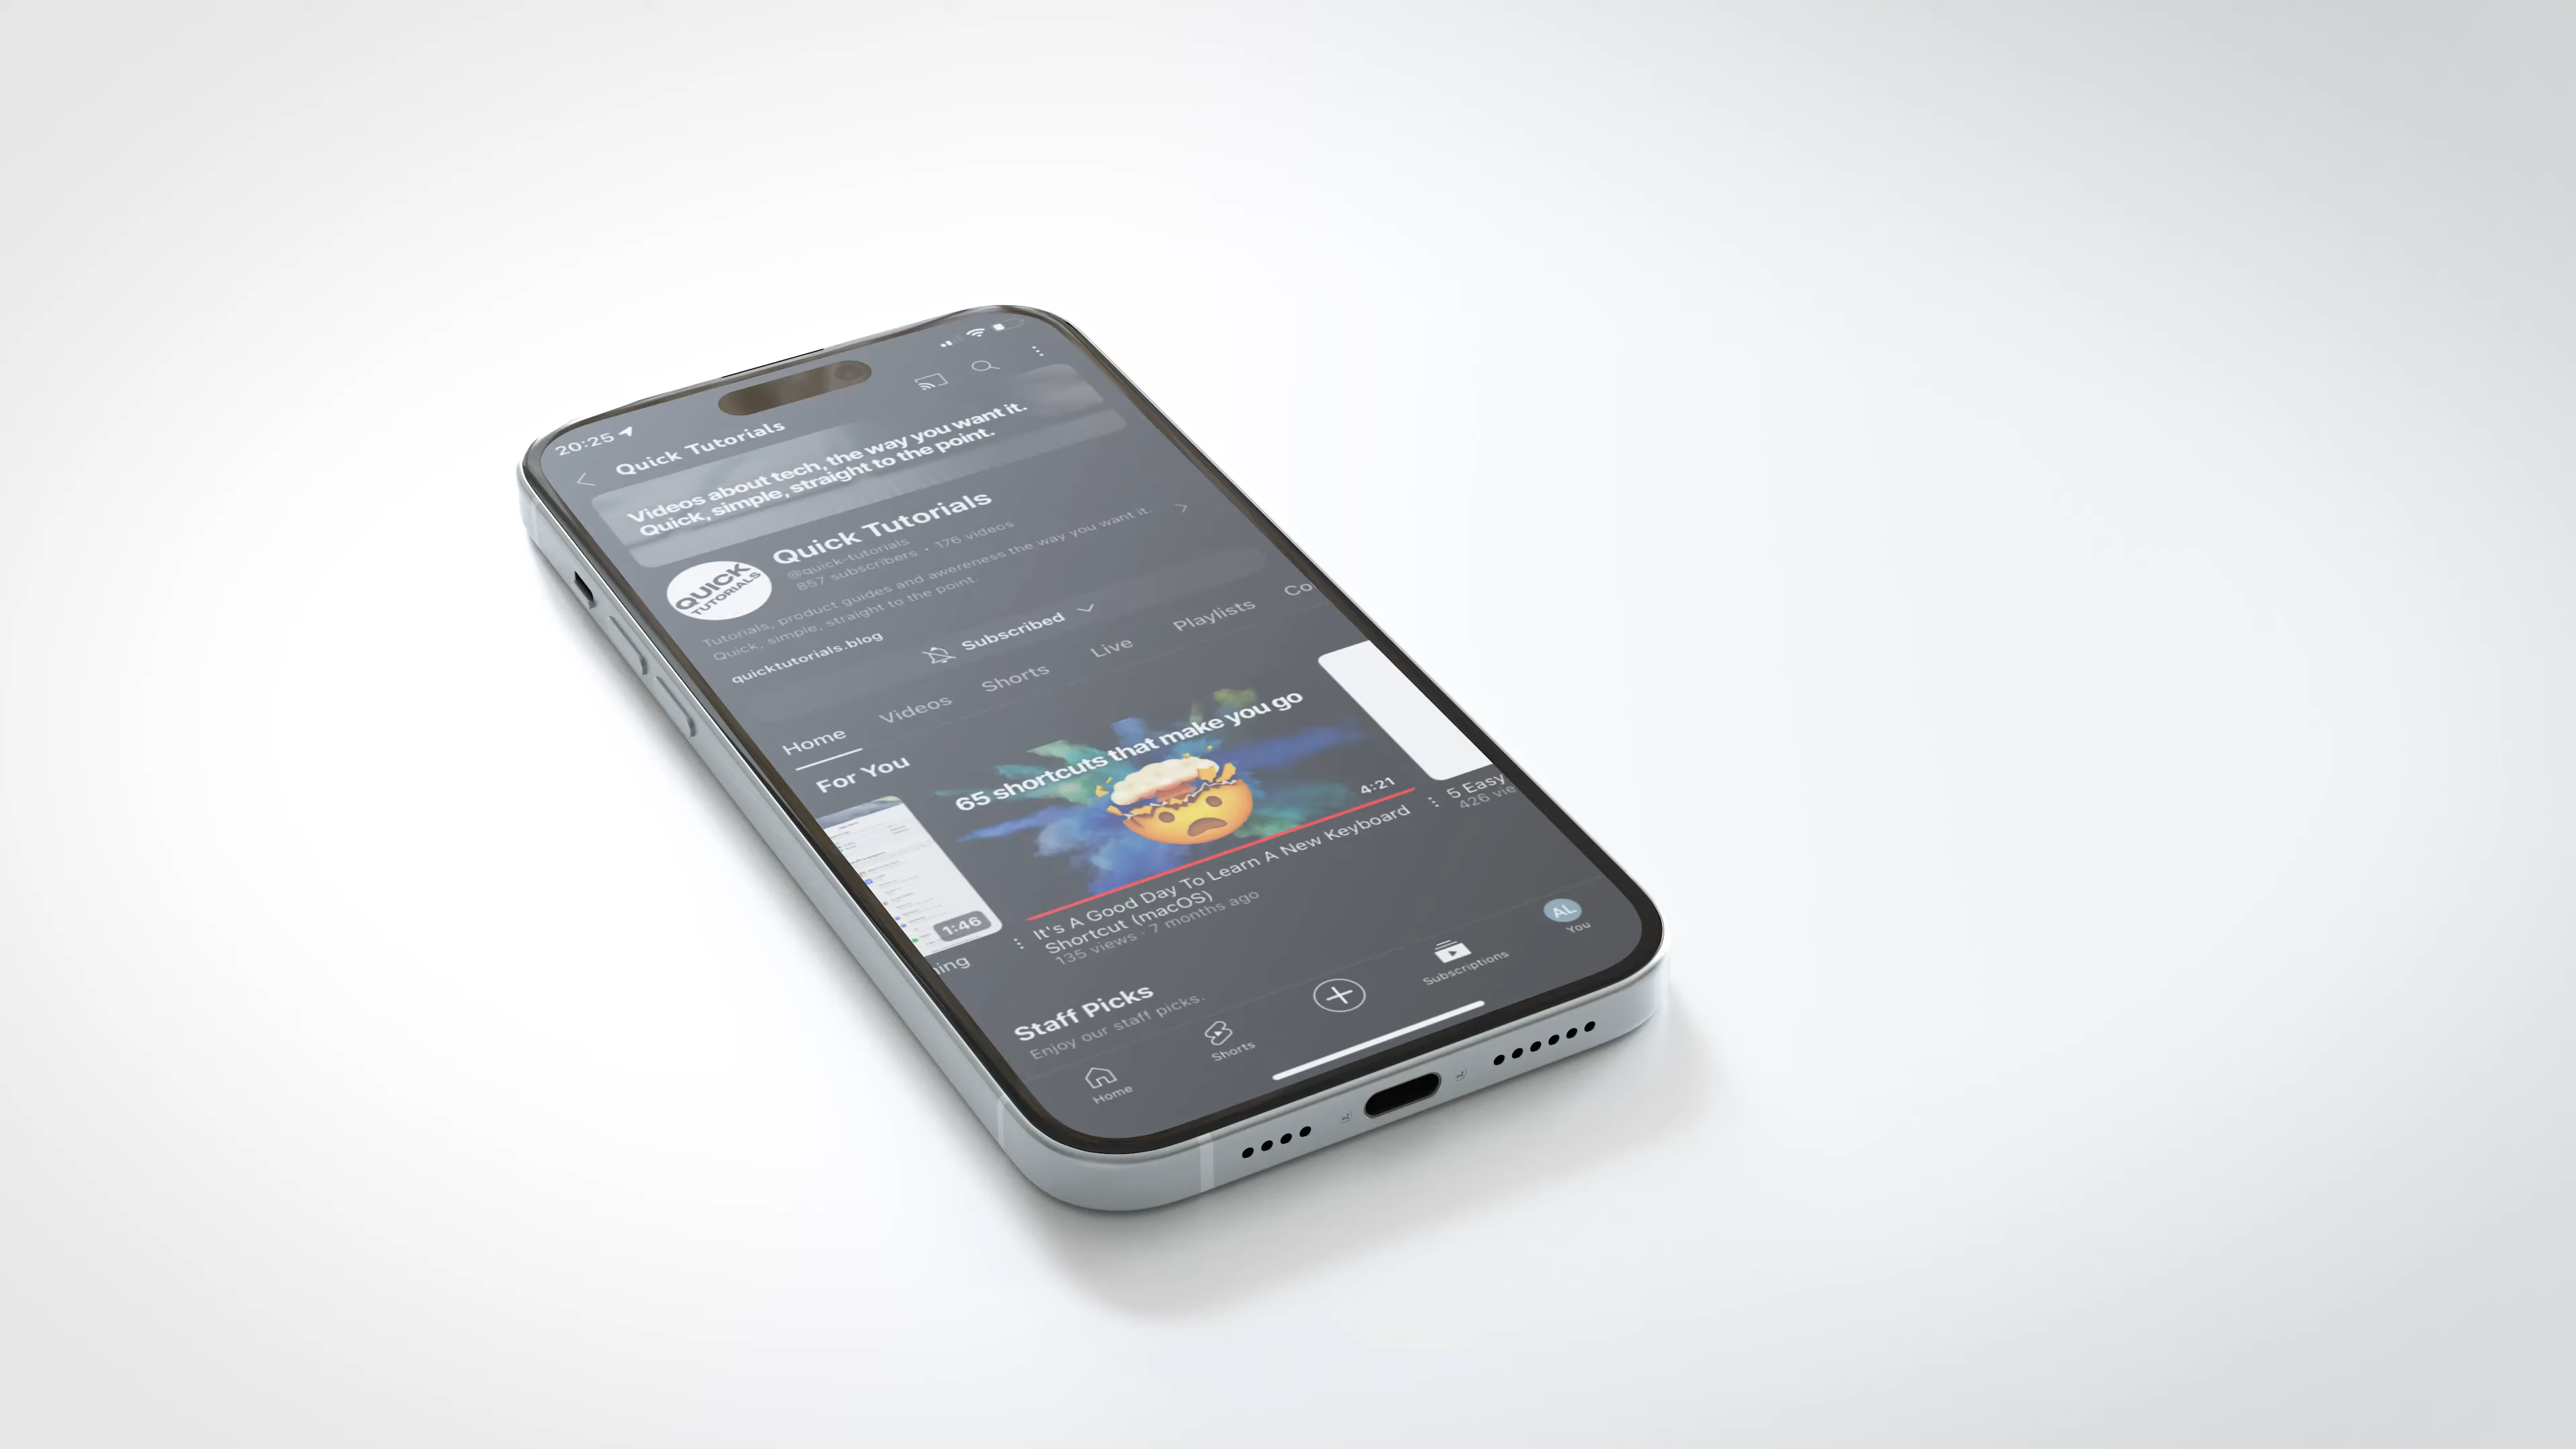 20:25
Quick Tutorials
Videos about tech, the way you want it.
Quick, simple, straight to the point.
QUICK
TUTORIALS
Quick Tutorials
@quick-tutorials
857 subscribers · 176 videos
Tutorials, product guides and awereness the way you want it.
Quick, simple, straight to the point.
quicktutorials.blog
Subscribed
Home
Videos
Shorts
Live
Playlists
Co
For You
65 shortcuts that make you go
4:21
1:46
ing
It's A Good Day To Learn A New Keyboard
Shortcut (macOS)
135 views · 7 months ago
5 Easy
426 vie
Staff Picks
Enjoy our staff picks.
Home
Shorts
Subscriptions
AL
You